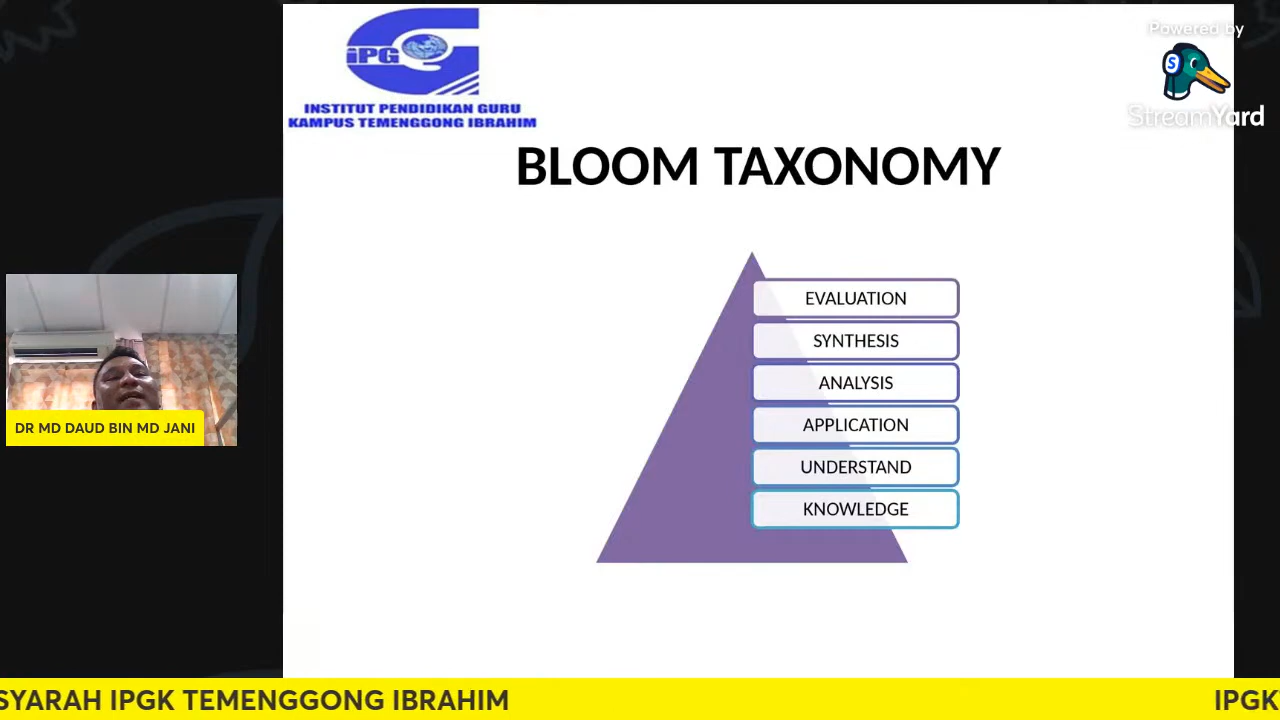 iPG
INSTITUT PENDIDIKAN GURU
KAMPUS TEMENGGONG IBRAHIM
Powered by
S
StreamYard
BLOOM TAXONOMY
EVALUATION
SYNTHESIS
ANALYSIS
APPLICATION
UNDERSTAND
KNOWLEDGE
DR MD DAUD BIN MD JANI
SYARAH IPGK TEMENGGONG IBRAHIM
IPGK